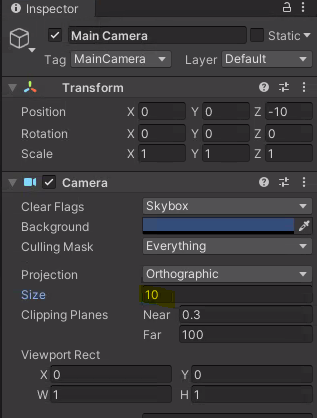 Inspector
Main Camera Static
Tag MainCamera Layer Default
Transform
Position X 0 Y 0 Z -10
Rotation X 0 Y 0 Z 0
Scale X 1 Y 1 Z 1
Camera
Clear Flags Skybox
Background
Culling Mask Everything
Projection Orthographic
Size 10
Clipping Planes Near 0.3
Far 100
Viewport Rect
X 0 Y 0
W 1 H 1